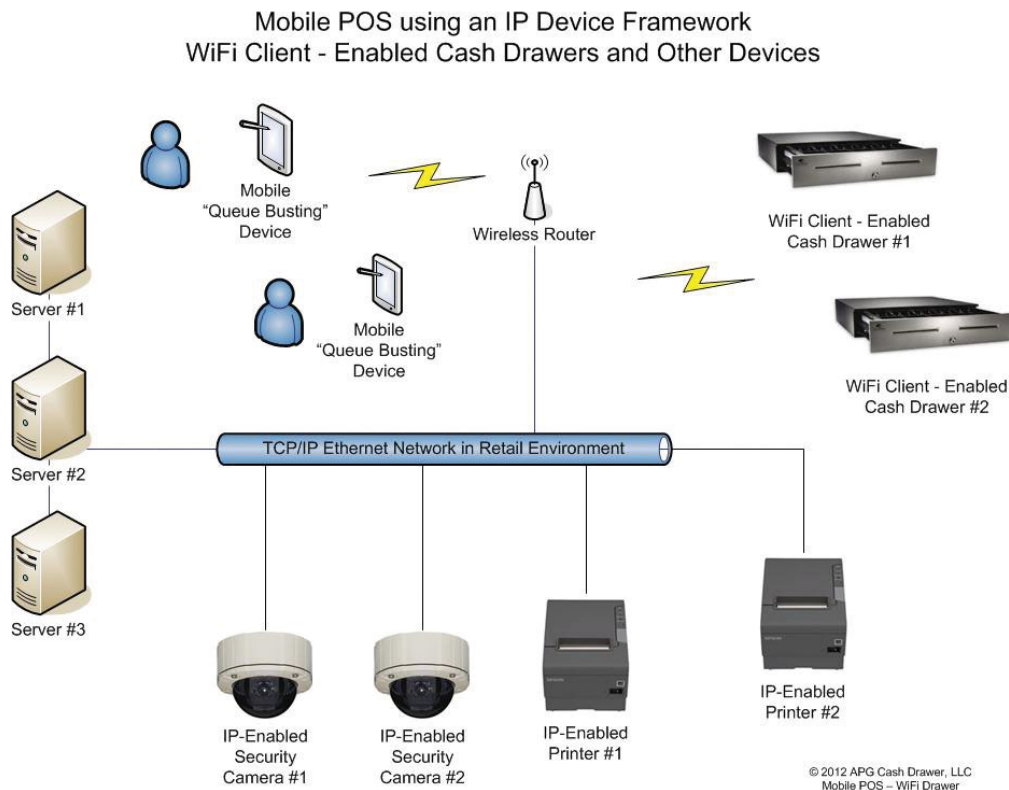 Mobile POS using an IP Device Framework
WiFi Client - Enabled Cash Drawers and Other Devices
Mobile
“Queue Busting”
Device
Wireless Router
WiFi Client - Enabled
Cash Drawer #1
Server #1
Mobile
“Queue Busting”
Device
WiFi Client - Enabled
Cash Drawer #2
TCP/IP Ethernet Network in Retail Environment
Server #2
Server #3
IP-Enabled
Security
Camera #1
IP-Enabled
Security
Camera #2
EPSON
IP-Enabled
Printer #1
EPSON
IP-Enabled
Printer #2
© 2012 APG Cash Drawer, LLC
Mobile POS – WiFi Drawer